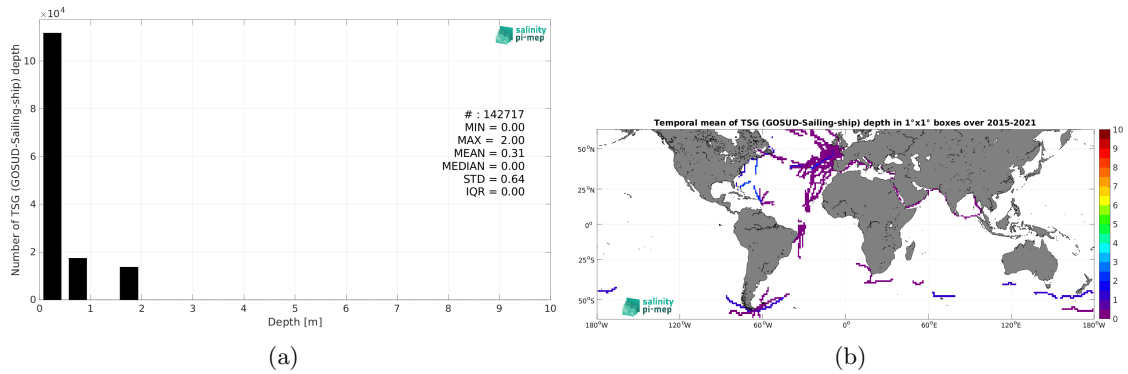 ×10⁴
10
8
6
4
2
0
Number of TSG (GOSUD-Sailing-ship) depth
0 1 2 3 4 5 6 7 8 9 10
Depth [m]
salinity
pi-mep
# : 142717
MIN = 0.00
MAX = 2.00
MEAN = 0.31
MEDIAN = 0.00
STD = 0.64
IQR = 0.00
(a)
Temporal mean of TSG (GOSUD-Sailing-ship) depth in 1°x1° boxes over 2015-2021
50°N
25°N
0°
25°S
50°S
180°W 120°W 60°W 0° 60°E 120°E 180°W
salinity
pi-mep
10
9
8
7
6
5
4
3
2
1
0
(b)